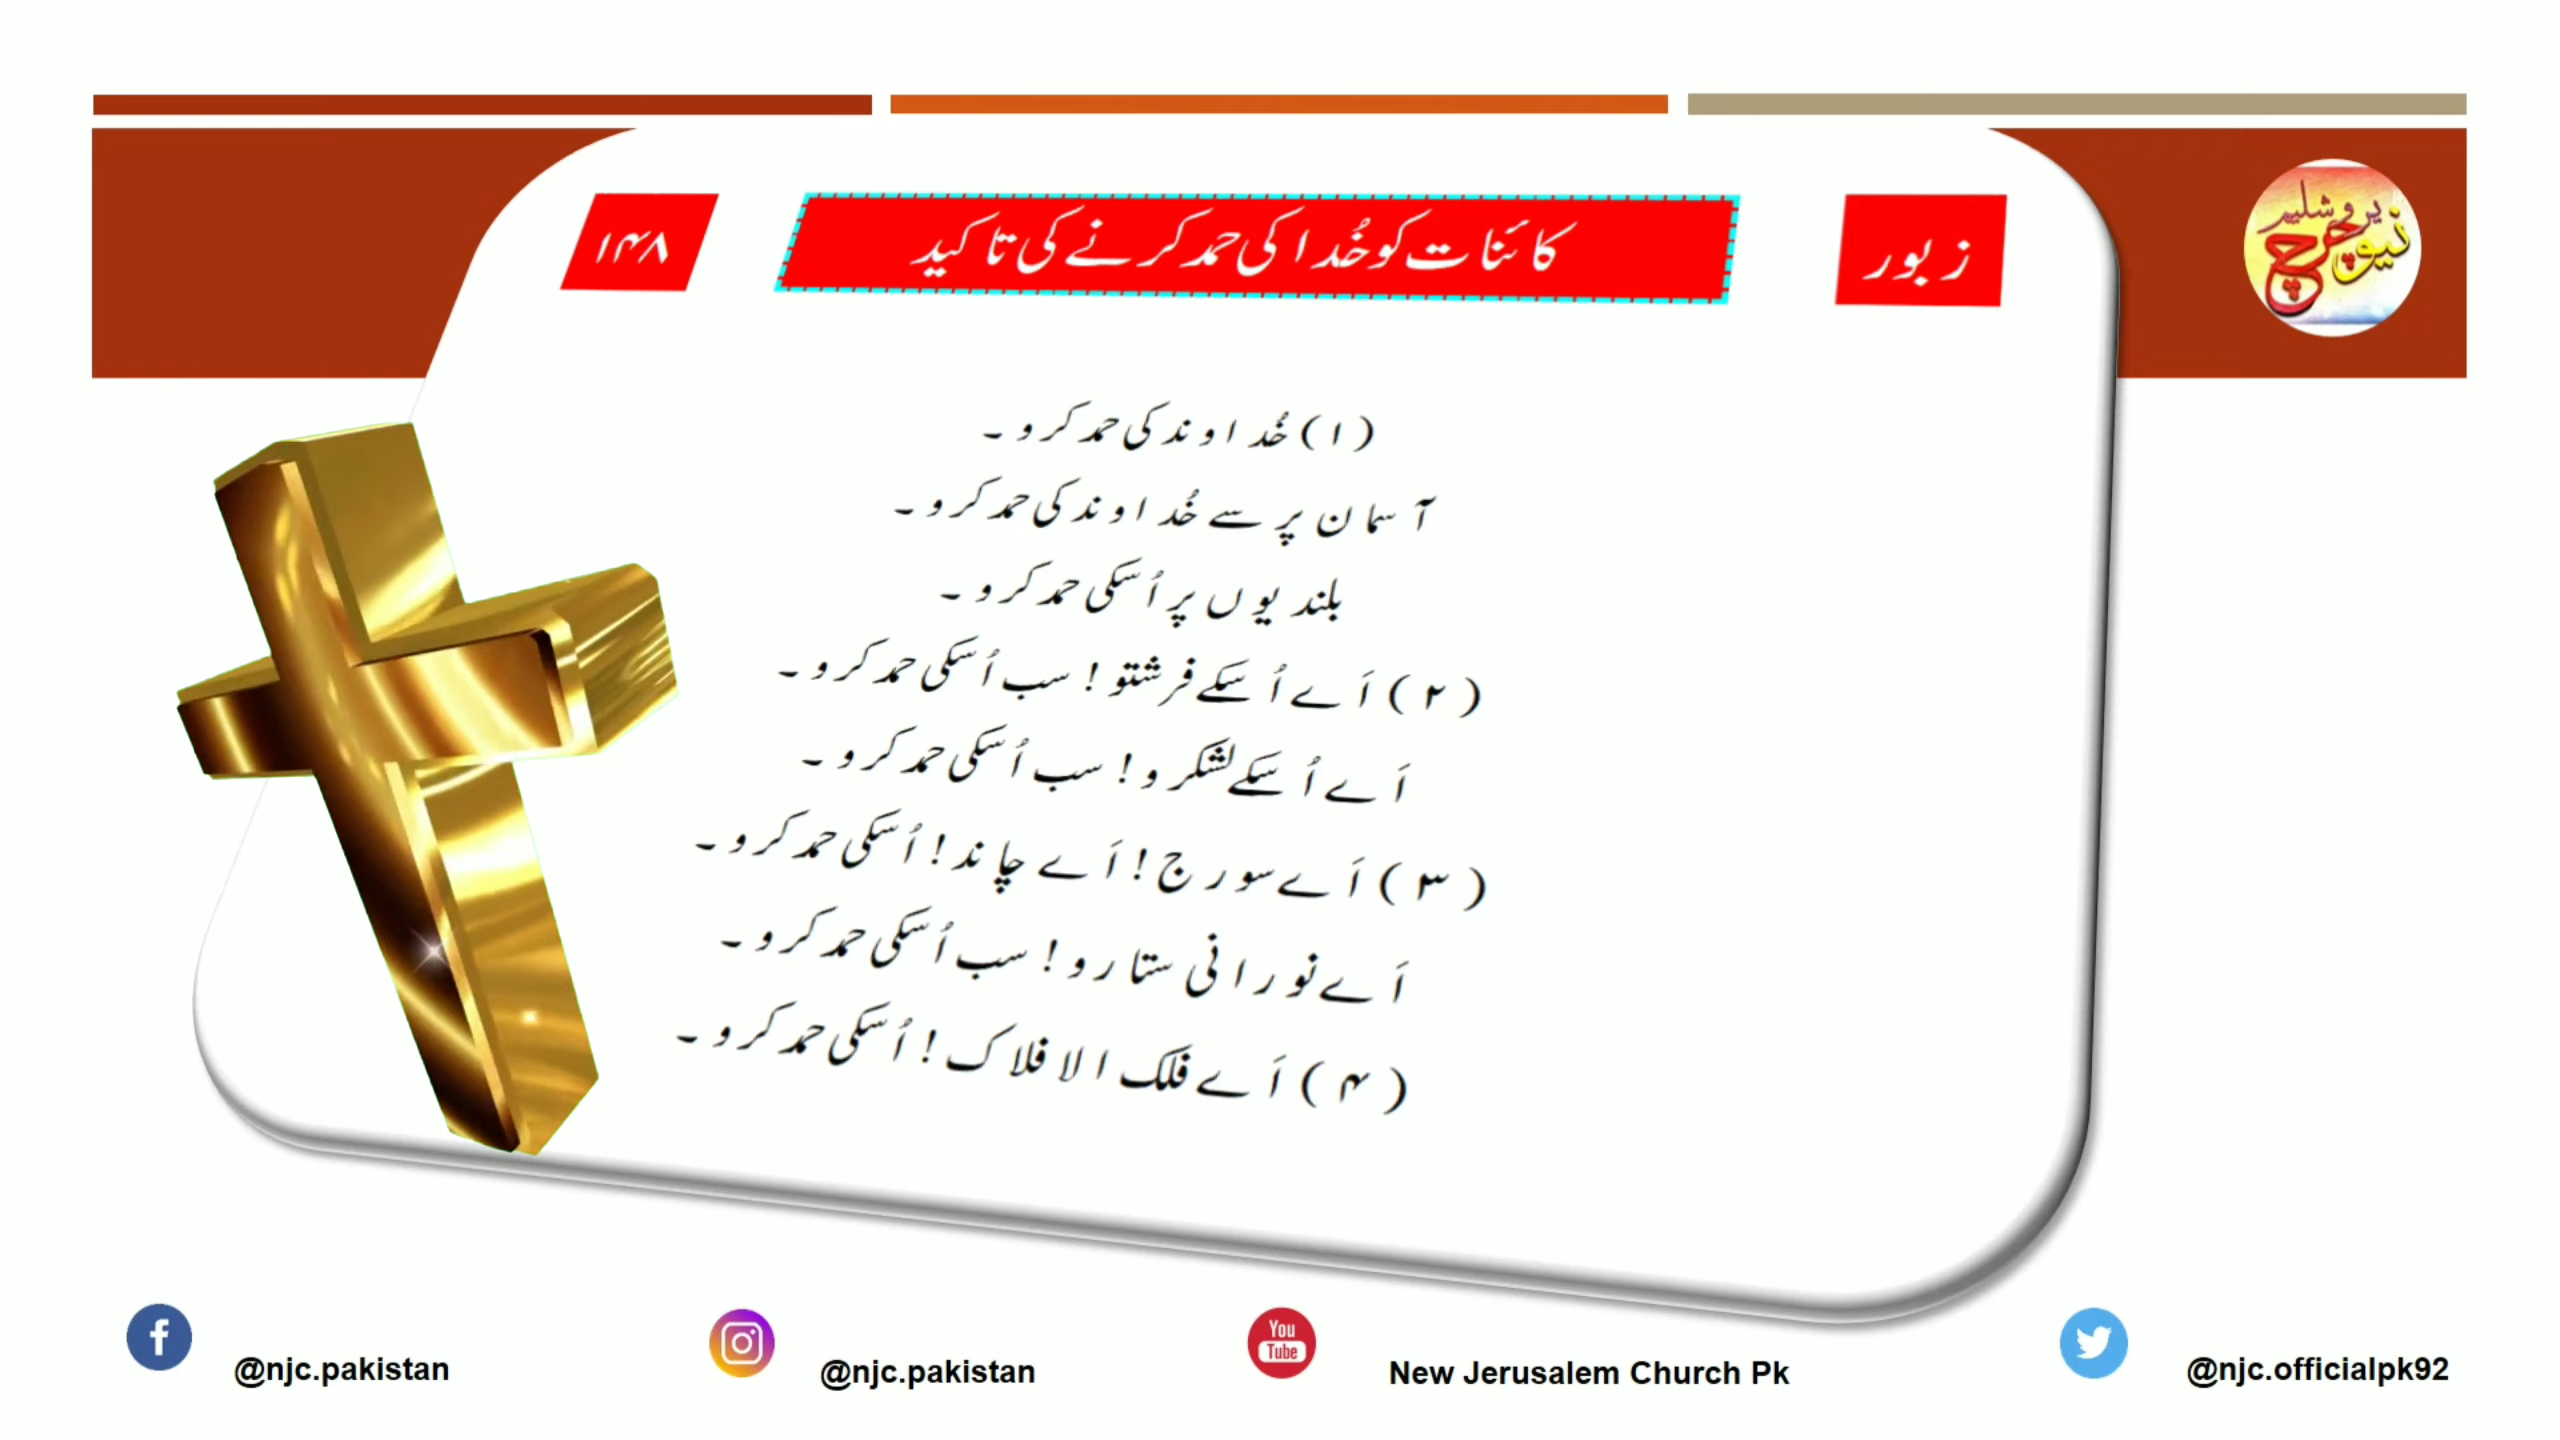 زبور
کائنات کو خُدا کی حمد کرنے کی تاکید
۱۴۸
نیو یروشلیم چرچ
(۱) خُداوند کی حمد کرو۔
آسمان پر سے خُداوند کی حمد کرو۔
بلندیوں پر اُسکی حمد کرو۔
(۲) اَے اُسکے فرشتو! سب اُسکی حمد کرو۔
اَے اُسکے لشکرو! سب اُسکی حمد کرو۔
(۳) اَے سورج! اَے چاند! اُسکی حمد کرو۔
اَے نورانی ستارو! سب اُسکی حمد کرو۔
(۴) اَے فلک الافلاک! اُسکی حمد کرو۔
@njc.pakistan
@njc.pakistan
You
Tube
New Jerusalem Church Pk
@njc.officialpk92